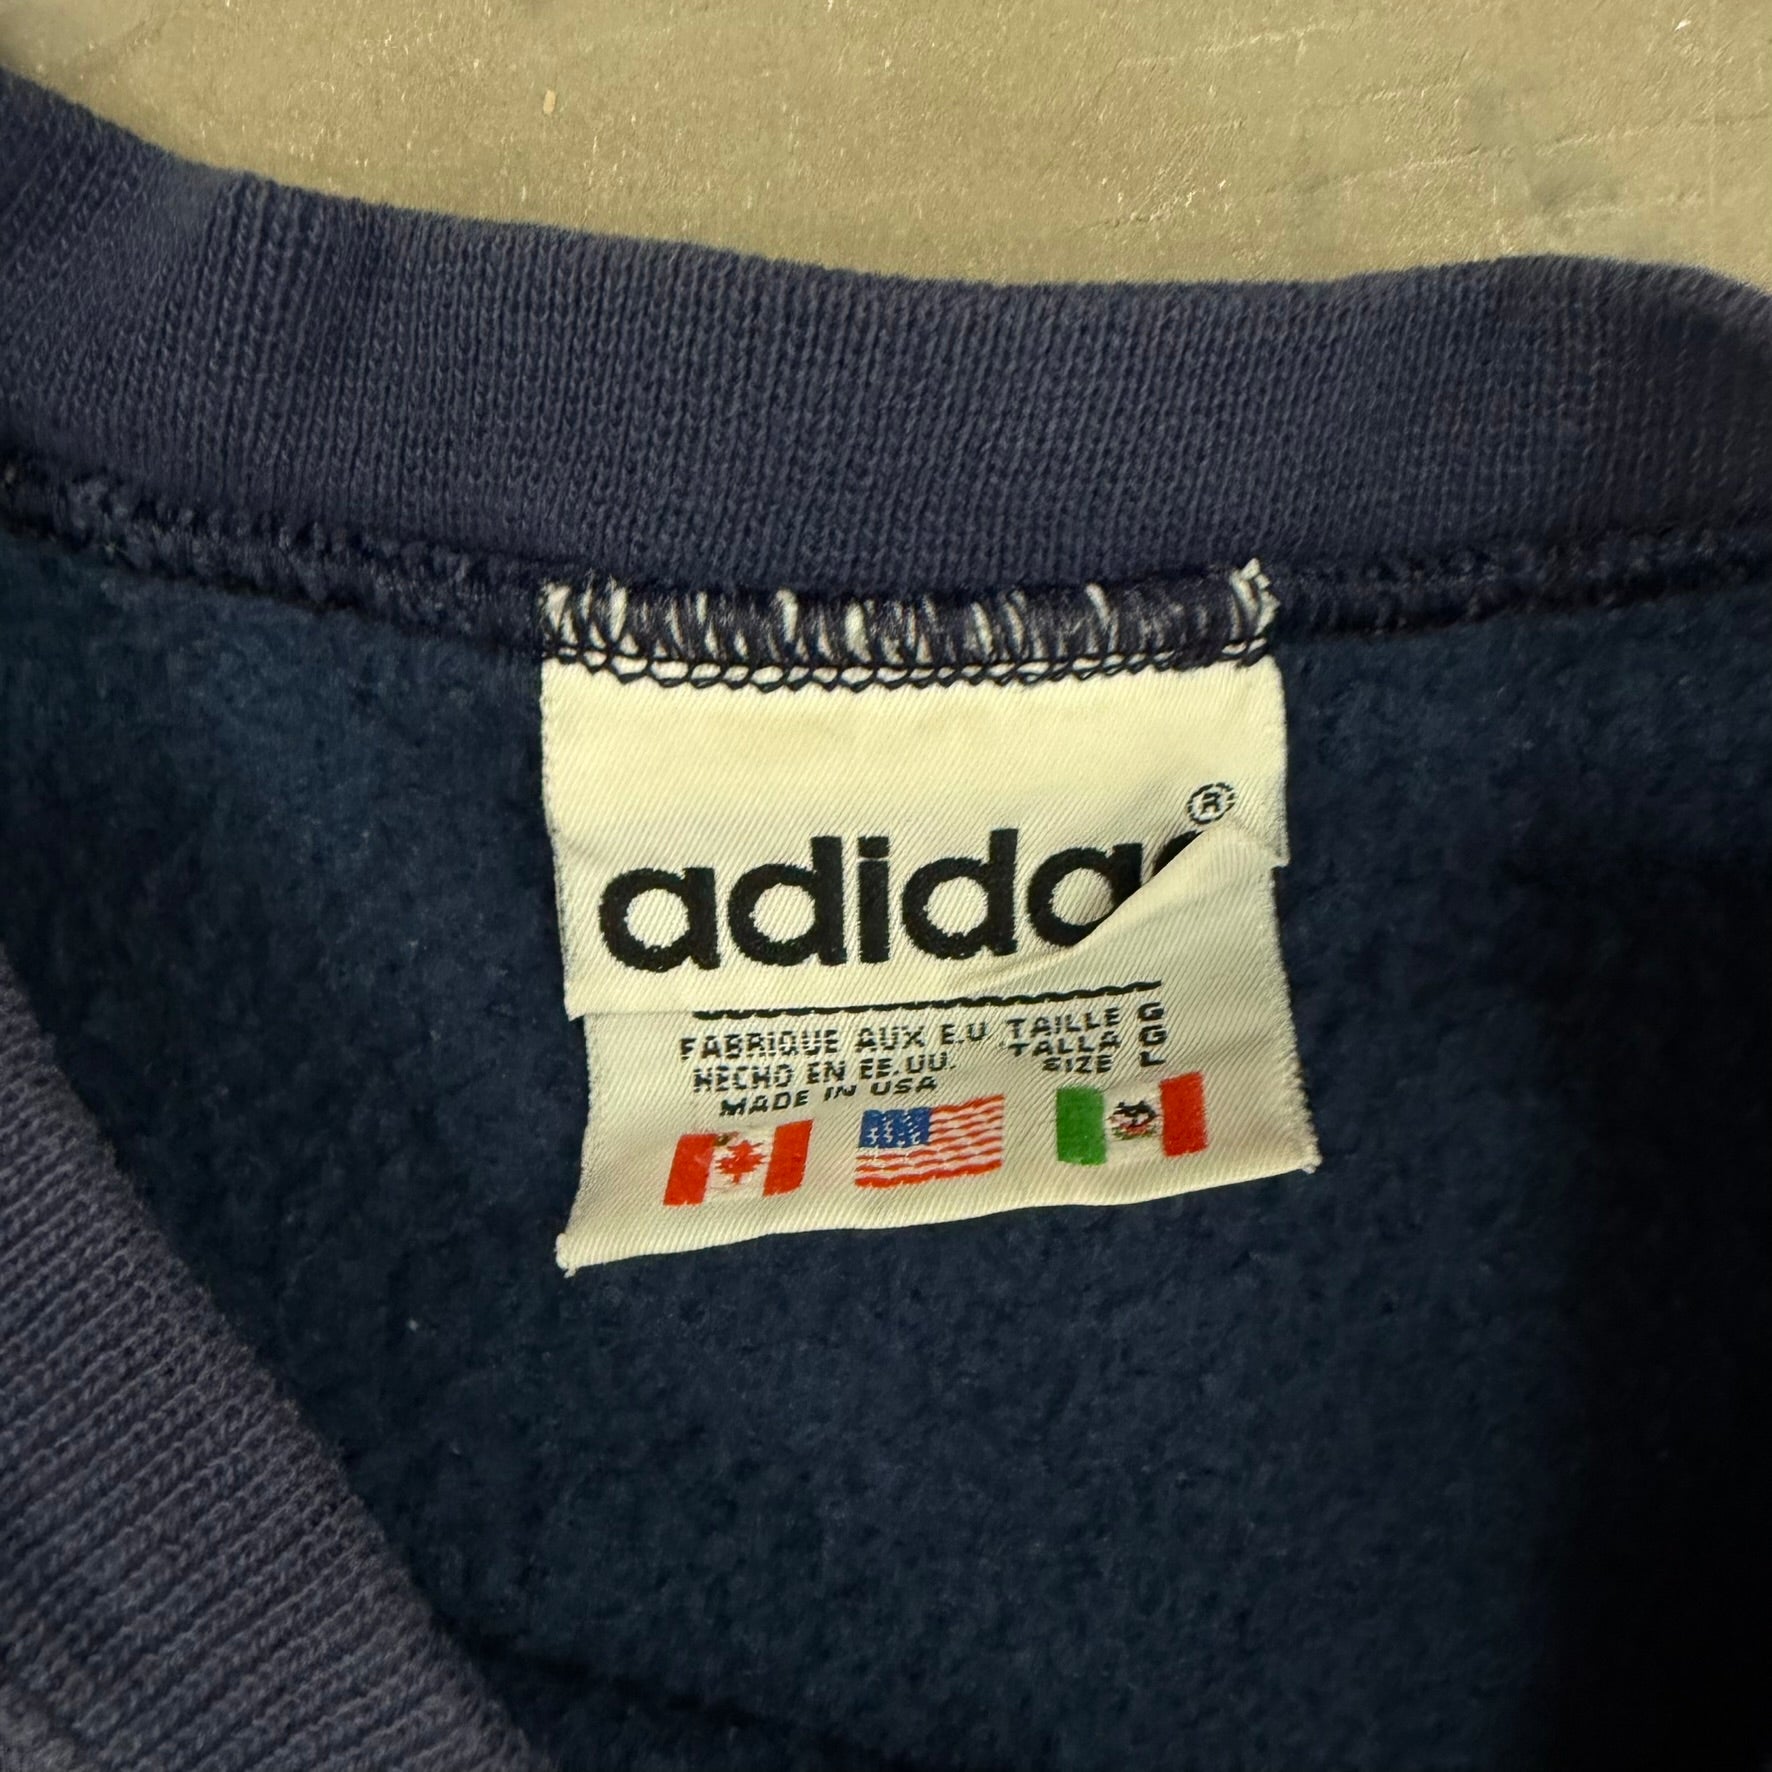 adidas®
FABRIQUE AUX E.U. TAILLE G
HECHO EN EE.UU. TALLA G
MADE IN USA SIZE L